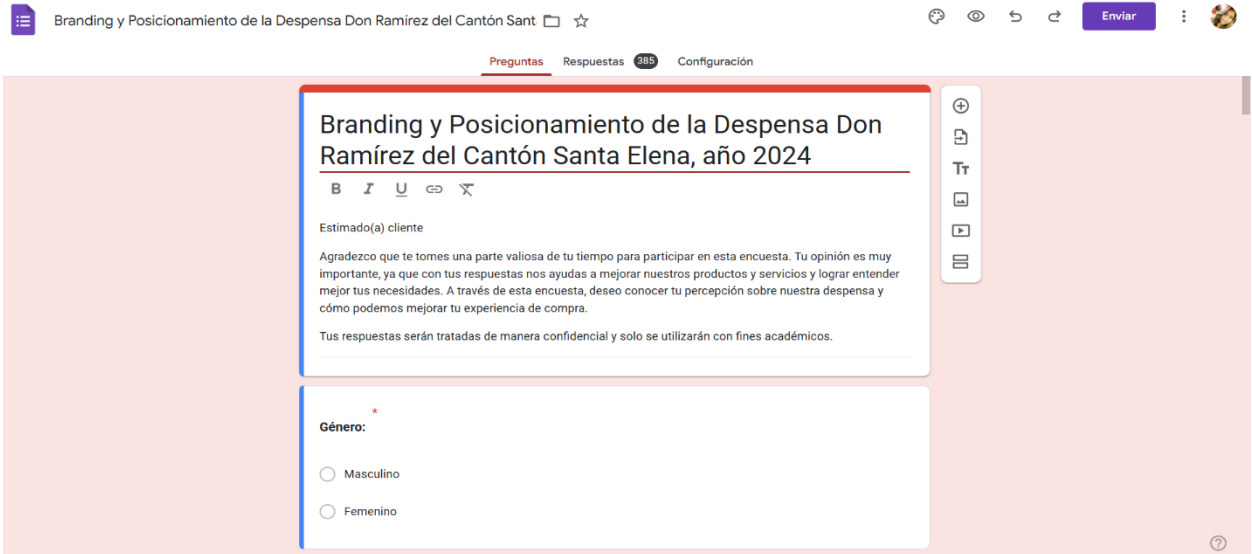 Branding y Posicionamiento de la Despensa Don Ramírez del Cantón Sant
Enviar
Preguntas Respuestas 385 Configuración
Branding y Posicionamiento de la Despensa Don
Ramírez del Cantón Santa Elena, año 2024
B I U
Tт
Estimado(a) cliente
Agradezco que te tomes una parte valiosa de tu tiempo para participar en esta encuesta. Tu opinión es muy
importante, ya que con tus respuestas nos ayudas a mejorar nuestros productos y servicios y lograr entender
mejor tus necesidades. A través de esta encuesta, deseo conocer tu percepción sobre nuestra despensa y
cómo podemos mejorar tu experiencia de compra.
Tus respuestas serán tratadas de manera confidencial y solo se utilizarán con fines académicos.
Género: *
Masculino
Femenino